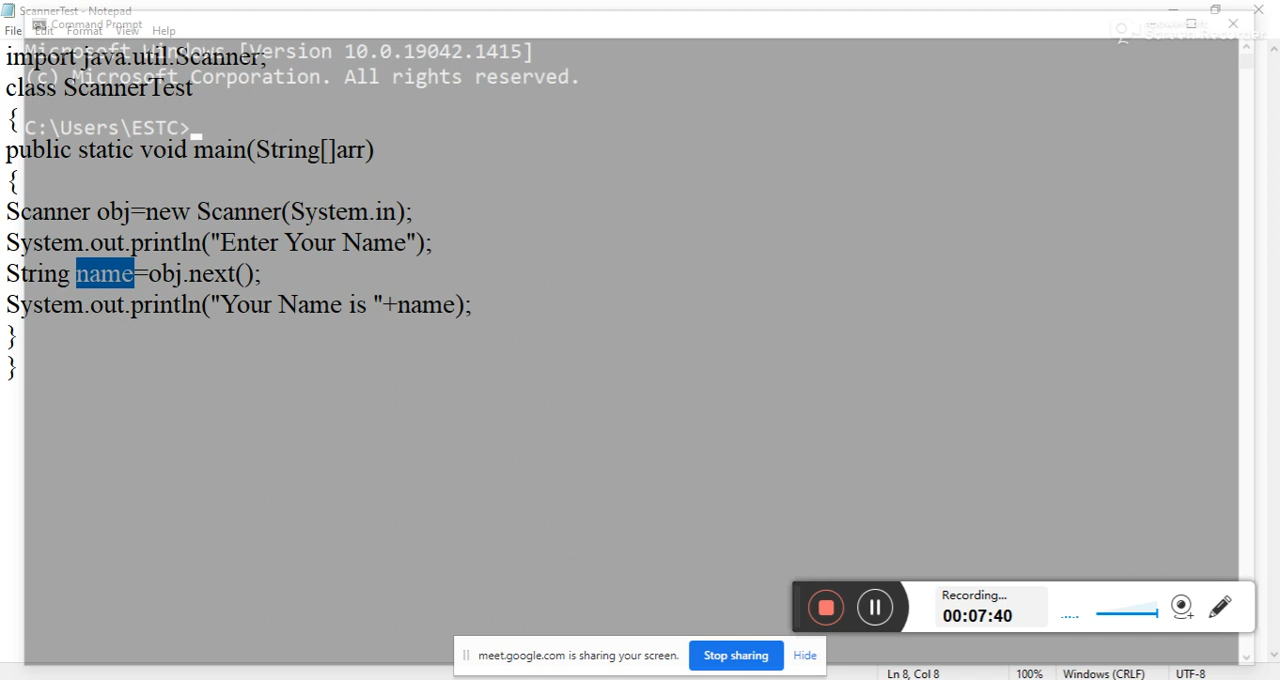 ScannerTest - Notepad
Command Prompt
File Edit Format View Help
Microsoft Windows [Version 10.0.19042.1415]
import java.util.Scanner;
(c) Microsoft Corporation. All rights reserved.
class ScannerTest
{
C:\Users\ESTC>
public static void main(String[]arr)
{
Scanner obj=new Scanner(System.in);
System.out.println("Enter Your Name");
String name=obj.next();
System.out.println("Your Name is "+name);
}
}
Recording...
00:07:40
meet.google.com is sharing your screen. Stop sharing Hide
Ln 8, Col 8 100% Windows (CRLF) UTF-8